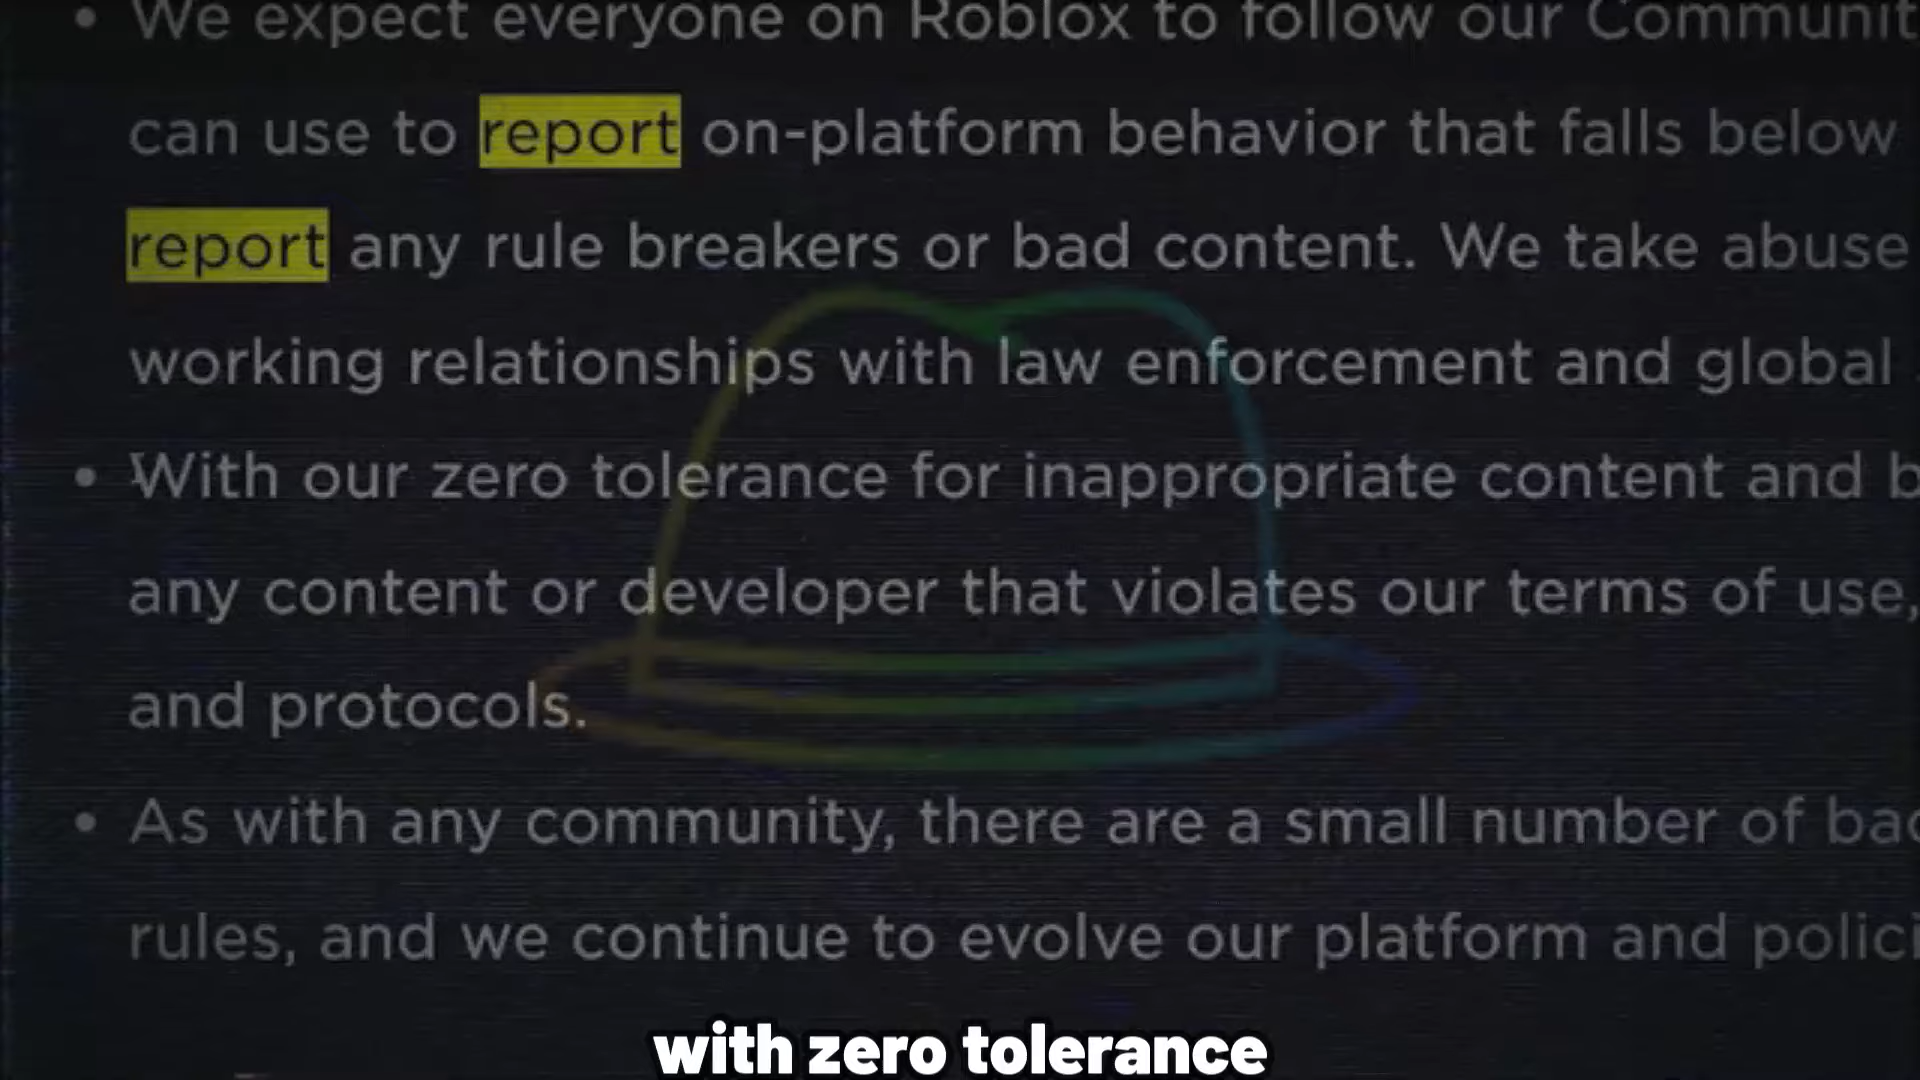 • We expect everyone on Roblox to follow our Communit
can use to report on-platform behavior that falls below
report any rule breakers or bad content. We take abuse
working relationships with law enforcement and global
• With our zero tolerance for inappropriate content and b
any content or developer that violates our terms of use,
and protocols.
• As with any community, there are a small number of bad
rules, and we continue to evolve our platform and polici
with zero tolerance